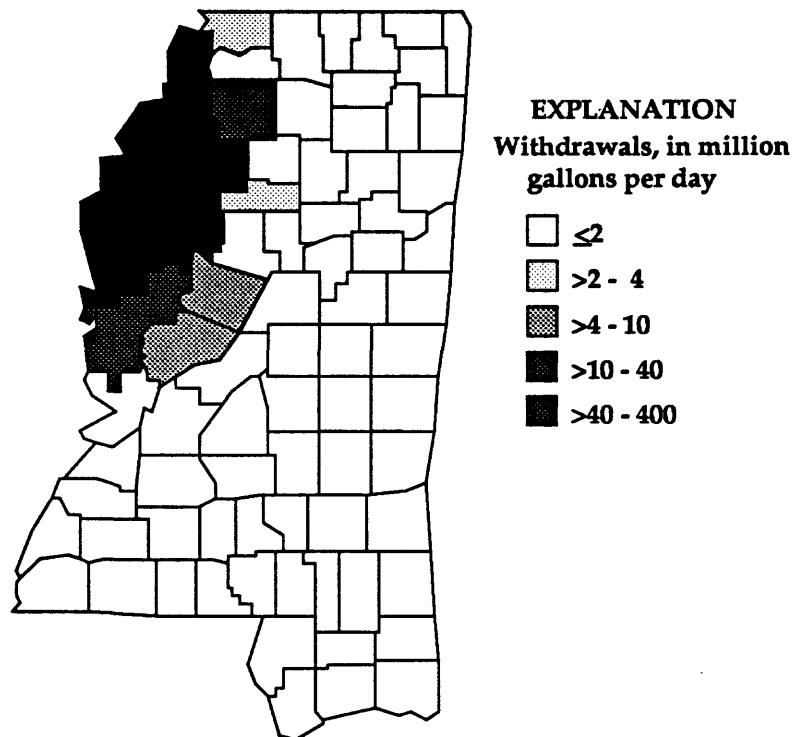 EXPLANATION
Withdrawals, in million
gallons per day
≤2
>2 - 4
>4 - 10
>10 - 40
>40 - 400